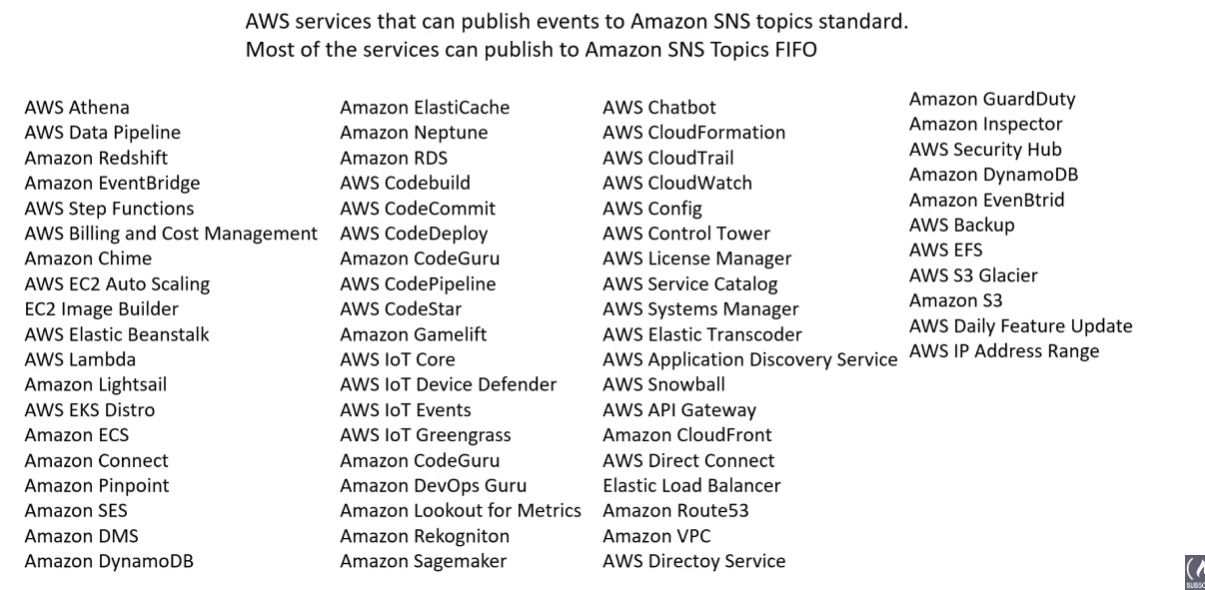 AWS services that can publish events to Amazon SNS topics standard.
Most of the services can publish to Amazon SNS Topics FIFO
AWS Athena
AWS Data Pipeline
Amazon Redshift
Amazon EventBridge
AWS Step Functions
AWS Billing and Cost Management
Amazon Chime
AWS EC2 Auto Scaling
EC2 Image Builder
AWS Elastic Beanstalk
AWS Lambda
Amazon Lightsail
AWS EKS Distro
Amazon ECS
Amazon Connect
Amazon Pinpoint
Amazon SES
Amazon DMS
Amazon DynamoDB
Amazon ElastiCache
Amazon Neptune
Amazon RDS
AWS Codebuild
AWS CodeCommit
AWS CodeDeploy
Amazon CodeGuru
AWS CodePipeline
AWS CodeStar
Amazon Gamelift
AWS IoT Core
AWS IoT Device Defender
AWS IoT Events
AWS IoT Greengrass
Amazon CodeGuru
Amazon DevOps Guru
Amazon Lookout for Metrics
Amazon Rekogniton
Amazon Sagemaker
AWS Chatbot
AWS CloudFormation
AWS CloudTrail
AWS CloudWatch
AWS Config
AWS Control Tower
AWS License Manager
AWS Service Catalog
AWS Systems Manager
AWS Elastic Transcoder
AWS Application Discovery Service
AWS Snowball
AWS API Gateway
Amazon CloudFront
AWS Direct Connect
Elastic Load Balancer
Amazon Route53
Amazon VPC
AWS Directoy Service
Amazon GuardDuty
Amazon Inspector
AWS Security Hub
Amazon DynamoDB
Amazon EvenBtrid
AWS Backup
AWS EFS
AWS S3 Glacier
Amazon S3
AWS Daily Feature Update
AWS IP Address Range